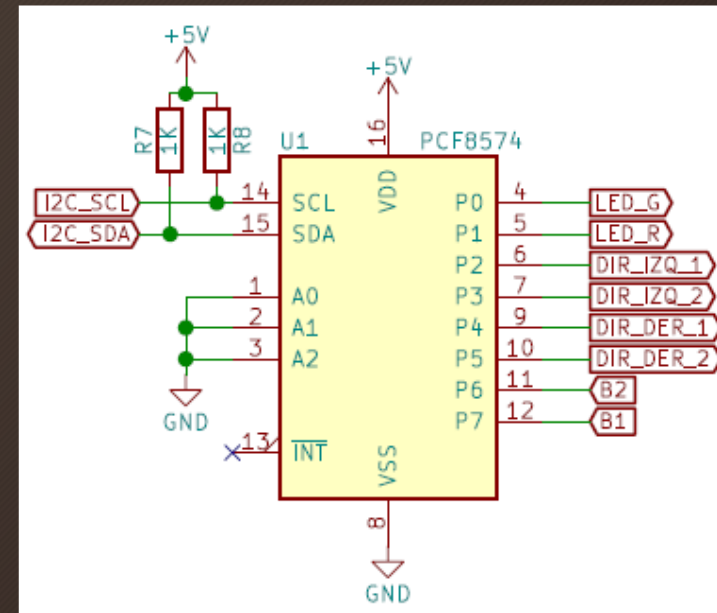 +5V
+5V
R7
1K
1K
R8
U1
PCF8574
16
VDD
I2C_SCL
14
SCL
P0
4
LED_G
I2C_SDA
15
SDA
P1
5
LED_R
P2
6
DIR_IZQ_1
1
A0
P3
7
DIR_IZQ_2
2
A1
P4
9
DIR_DER_1
3
A2
P5
10
DIR_DER_2
P6
11
B2
GND
P7
12
B1
13
INT
VSS
8
GND